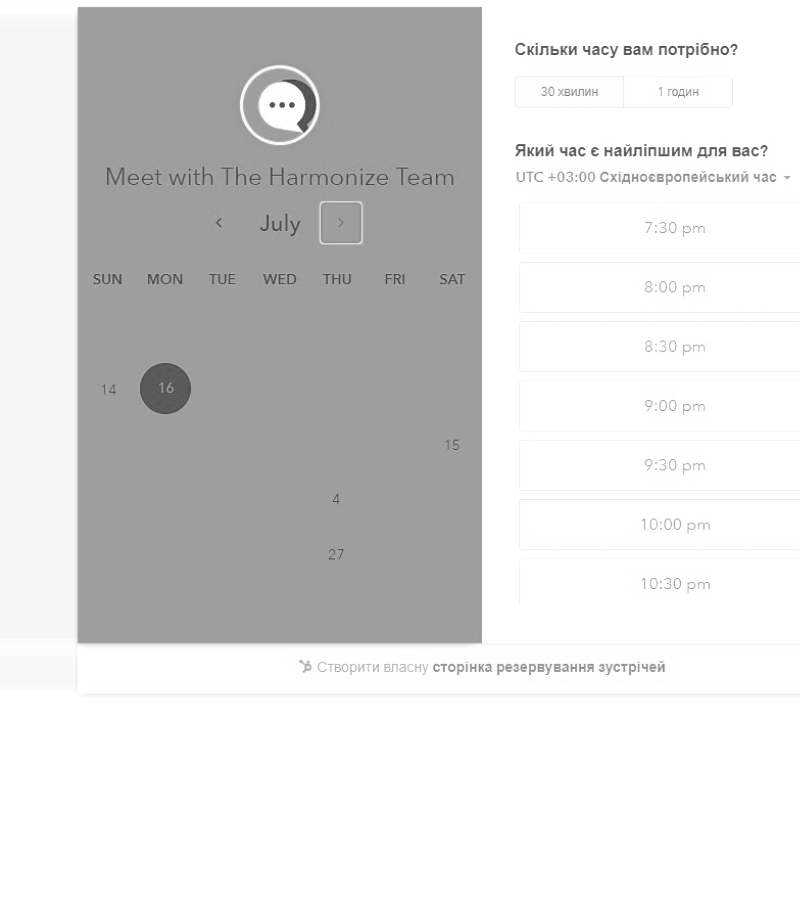 Meet with The Harmonize Team
July
SUN MON TUE WED THU FRI SAT
14 16
15
4
27
Скільки часу вам потрібно?
30 хвилин 1 годин
Який час є найліпшим для вас?
UTC +03:00 Східноєвропейський час
7:30 pm
8:00 pm
8:30 pm
9:00 pm
9:30 pm
10:00 pm
10:30 pm
Створити власну сторінка резервування зустрічей